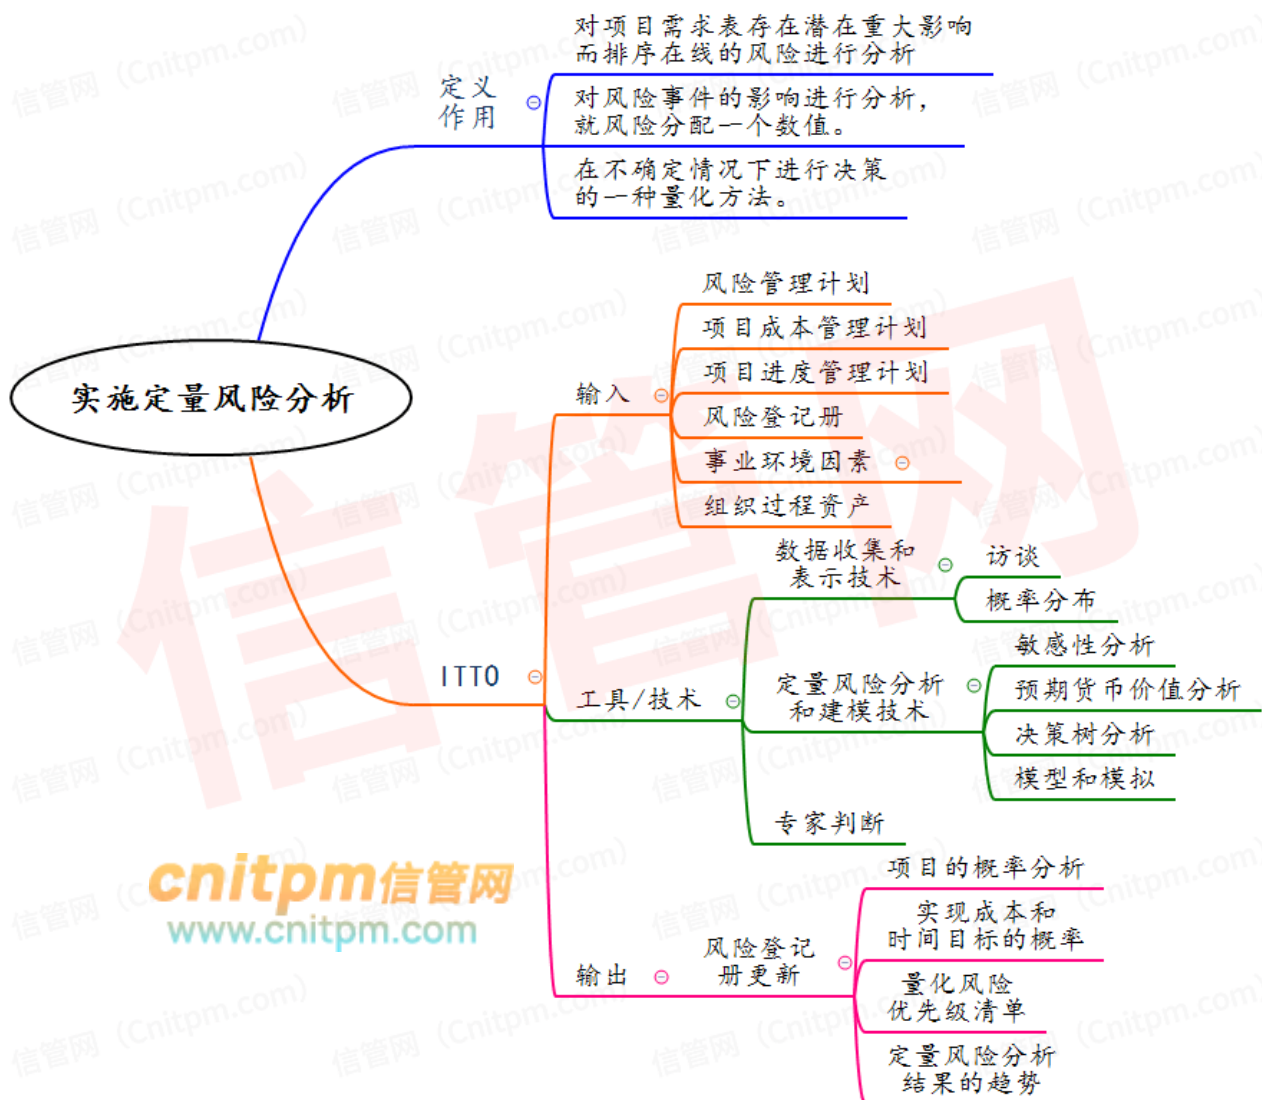 对项目需求表存在潜在重大影响
而排序在线的风险进行分析
定义
作用
对风险事件的影响进行分析，
就风险分配一个数值。
在不确定情况下进行决策
的一种量化方法。
实施定量风险分析
风险管理计划
项目成本管理计划
项目进度管理计划
输入
风险登记册
事业环境因素
组织过程资产
数据收集和
表示技术
访谈
概率分布
ITTO
工具/技术
敏感性分析
定量风险分析
和建模技术
预期货币价值分析
决策树分析
模型和模拟
专家判断
项目的概率分析
实现成本和
时间目标的概率
输出
风险登记
册更新
量化风险
优先级清单
定量风险分析
结果的趋势
信管网
cnitpm信管网
www.cnitpm.com
信管网（Cnitpm.com）